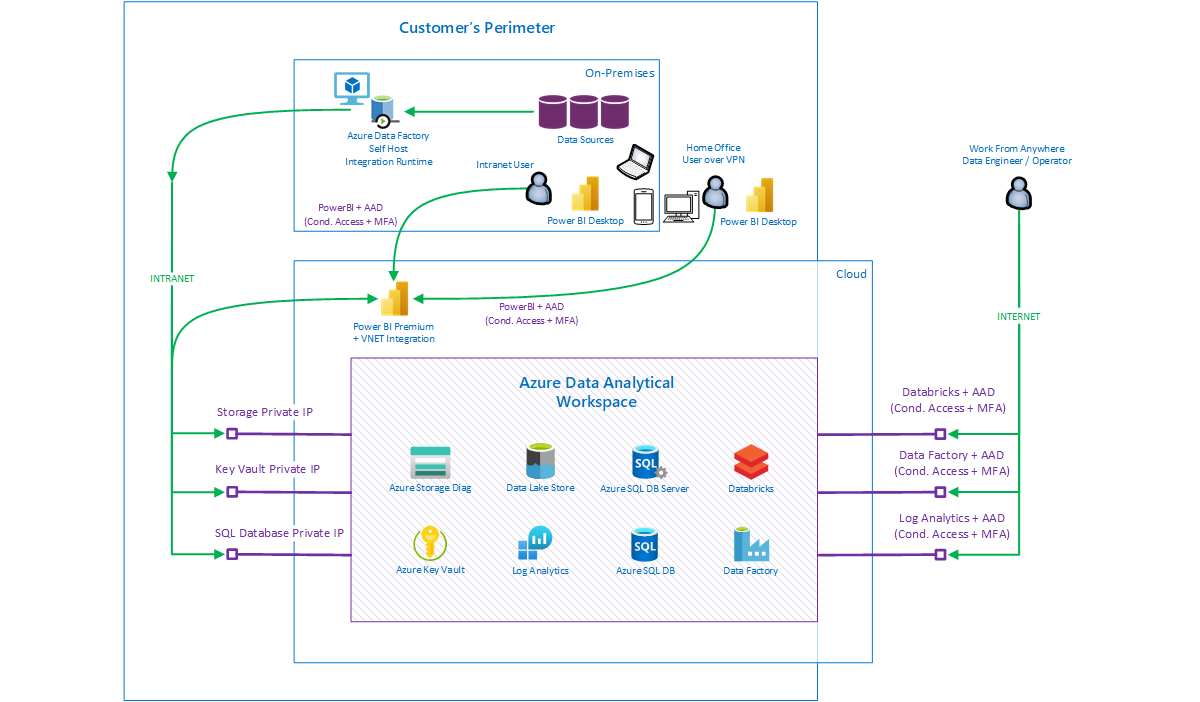 Customer's Perimeter
On-Premises
Azure Data Factory
Self Host
Integration Runtime
Data Sources
Intranet User
Home Office
User over VPN
Work From Anywhere
Data Engineer / Operator
PowerBI + AAD
(Cond. Access + MFA)
Power BI Desktop
Power BI Desktop
INTRANET
Cloud
PowerBI + AAD
(Cond. Access + MFA)
INTERNET
Power BI Premium
+ VNET Integration
Azure Data Analytical
Workspace
Storage Private IP
Key Vault Private IP
SQL Database Private IP
Azure Storage Diag
Data Lake Store
SQL
Azure SQL DB Server
Databricks
Azure Key Vault
Log Analytics
SQL
Azure SQL DB
Data Factory
Databricks + AAD
(Cond. Access + MFA)
Data Factory + AAD
(Cond. Access + MFA)
Log Analytics + AAD
(Cond. Access + MFA)